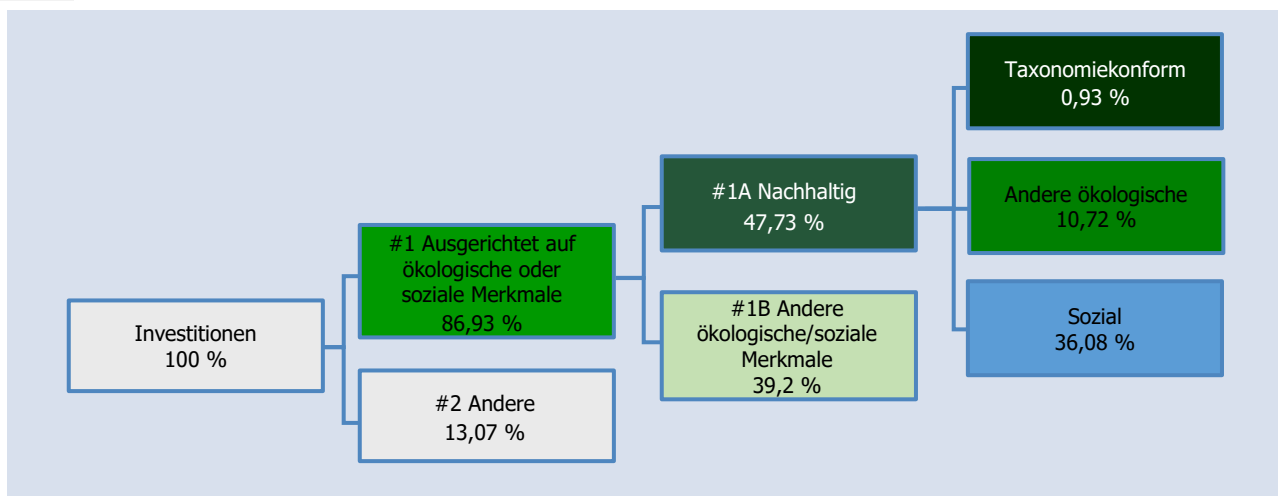 Investitionen
100 %
#1 Ausgerichtet auf
ökologische oder
soziale Merkmale
86,93 %
#2 Andere
13,07 %
#1A Nachhaltig
47,73 %
#1B Andere
ökologische/soziale
Merkmale
39,2 %
Taxonomiekonform
0,93 %
Andere ökologische
10,72 %
Sozial
36,08 %